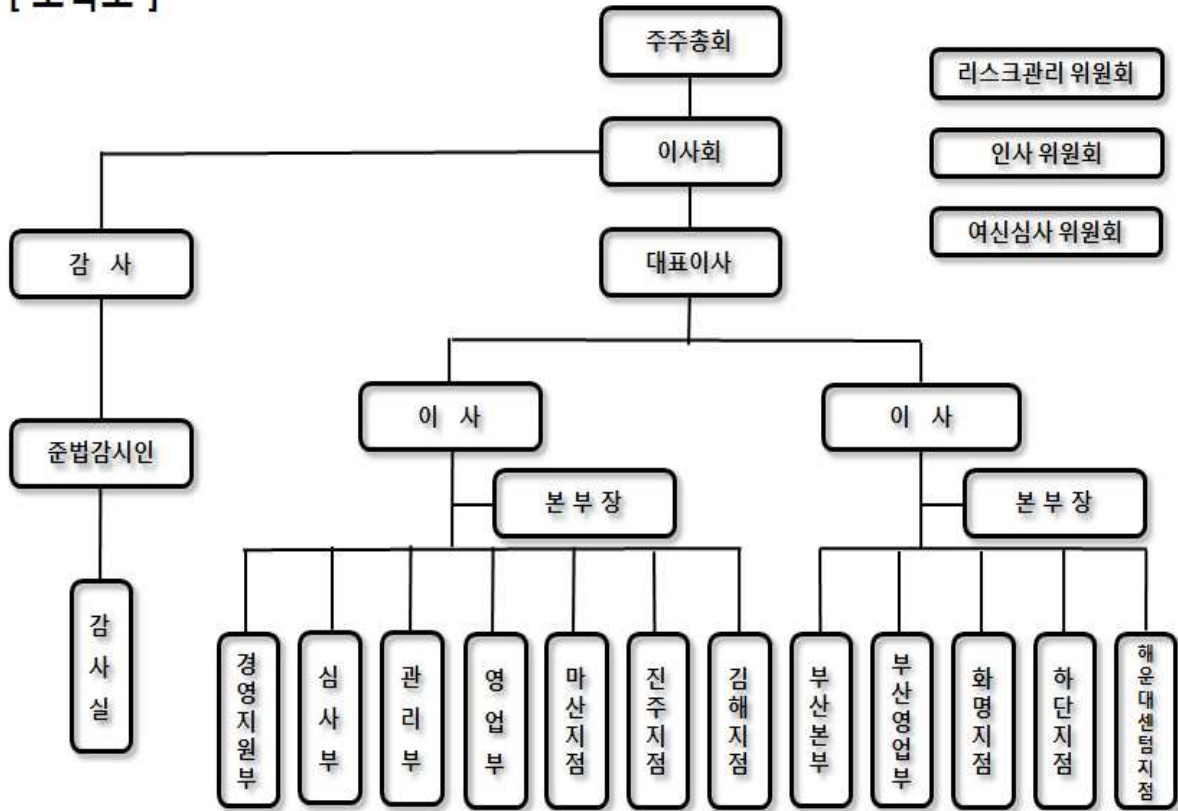 주주총회
리스크관리 위원회
이사회
인사 위원회
여신심사 위원회
감 사
대표이사
이 사
이 사
준법감시인
본 부 장
본 부 장
감사실
경영지원부
심사부
관리부
영업부
마산지점
진주지점
김해지점
부산본부
부산영업부
화명지점
하단지점
해운대센텀지점